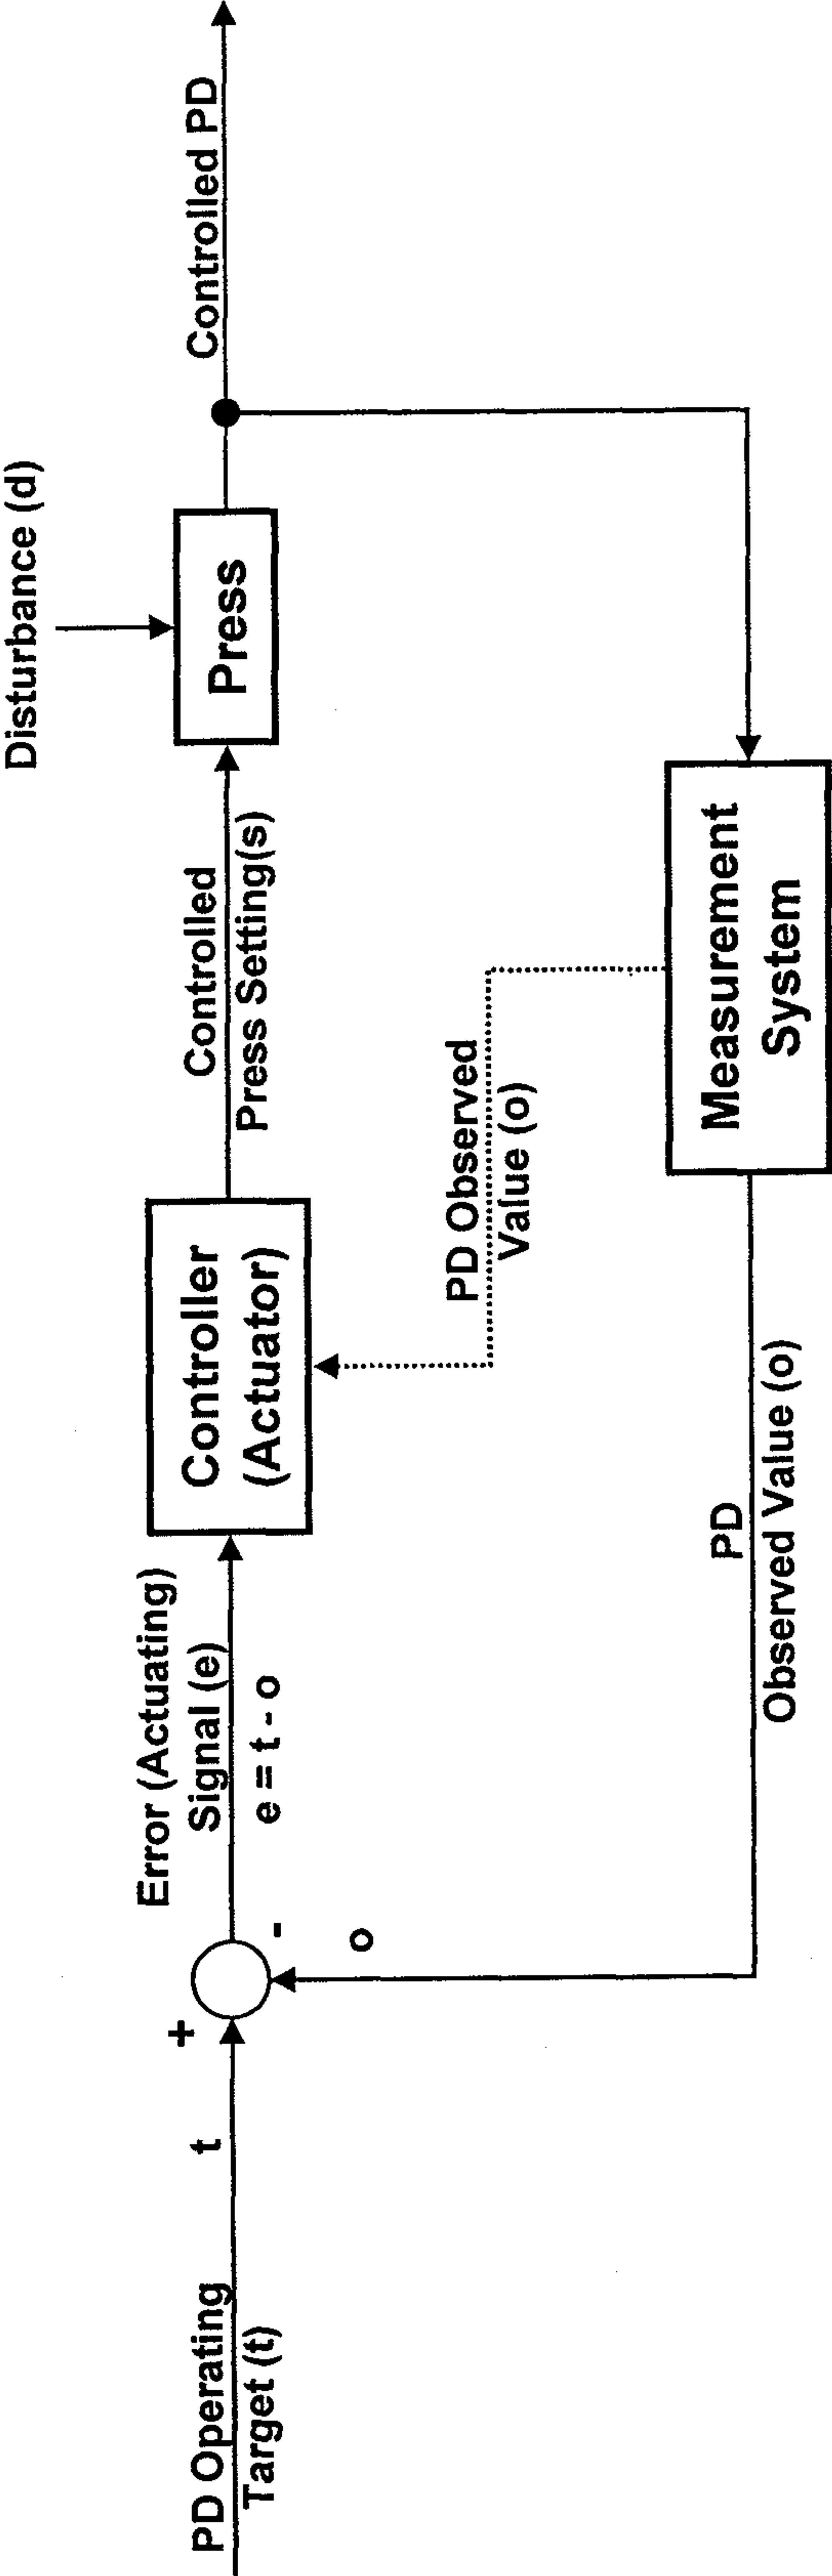 PD Operating
Target (t)
t
+
-
o
Error (Actuating)
Signal (e)
e = t - o
Controller
(Actuator)
Controlled
Press Setting(s)
Disturbance (d)
Press
Controlled PD
PD Observed
Value (o)
Measurement
System
PD
Observed Value (o)